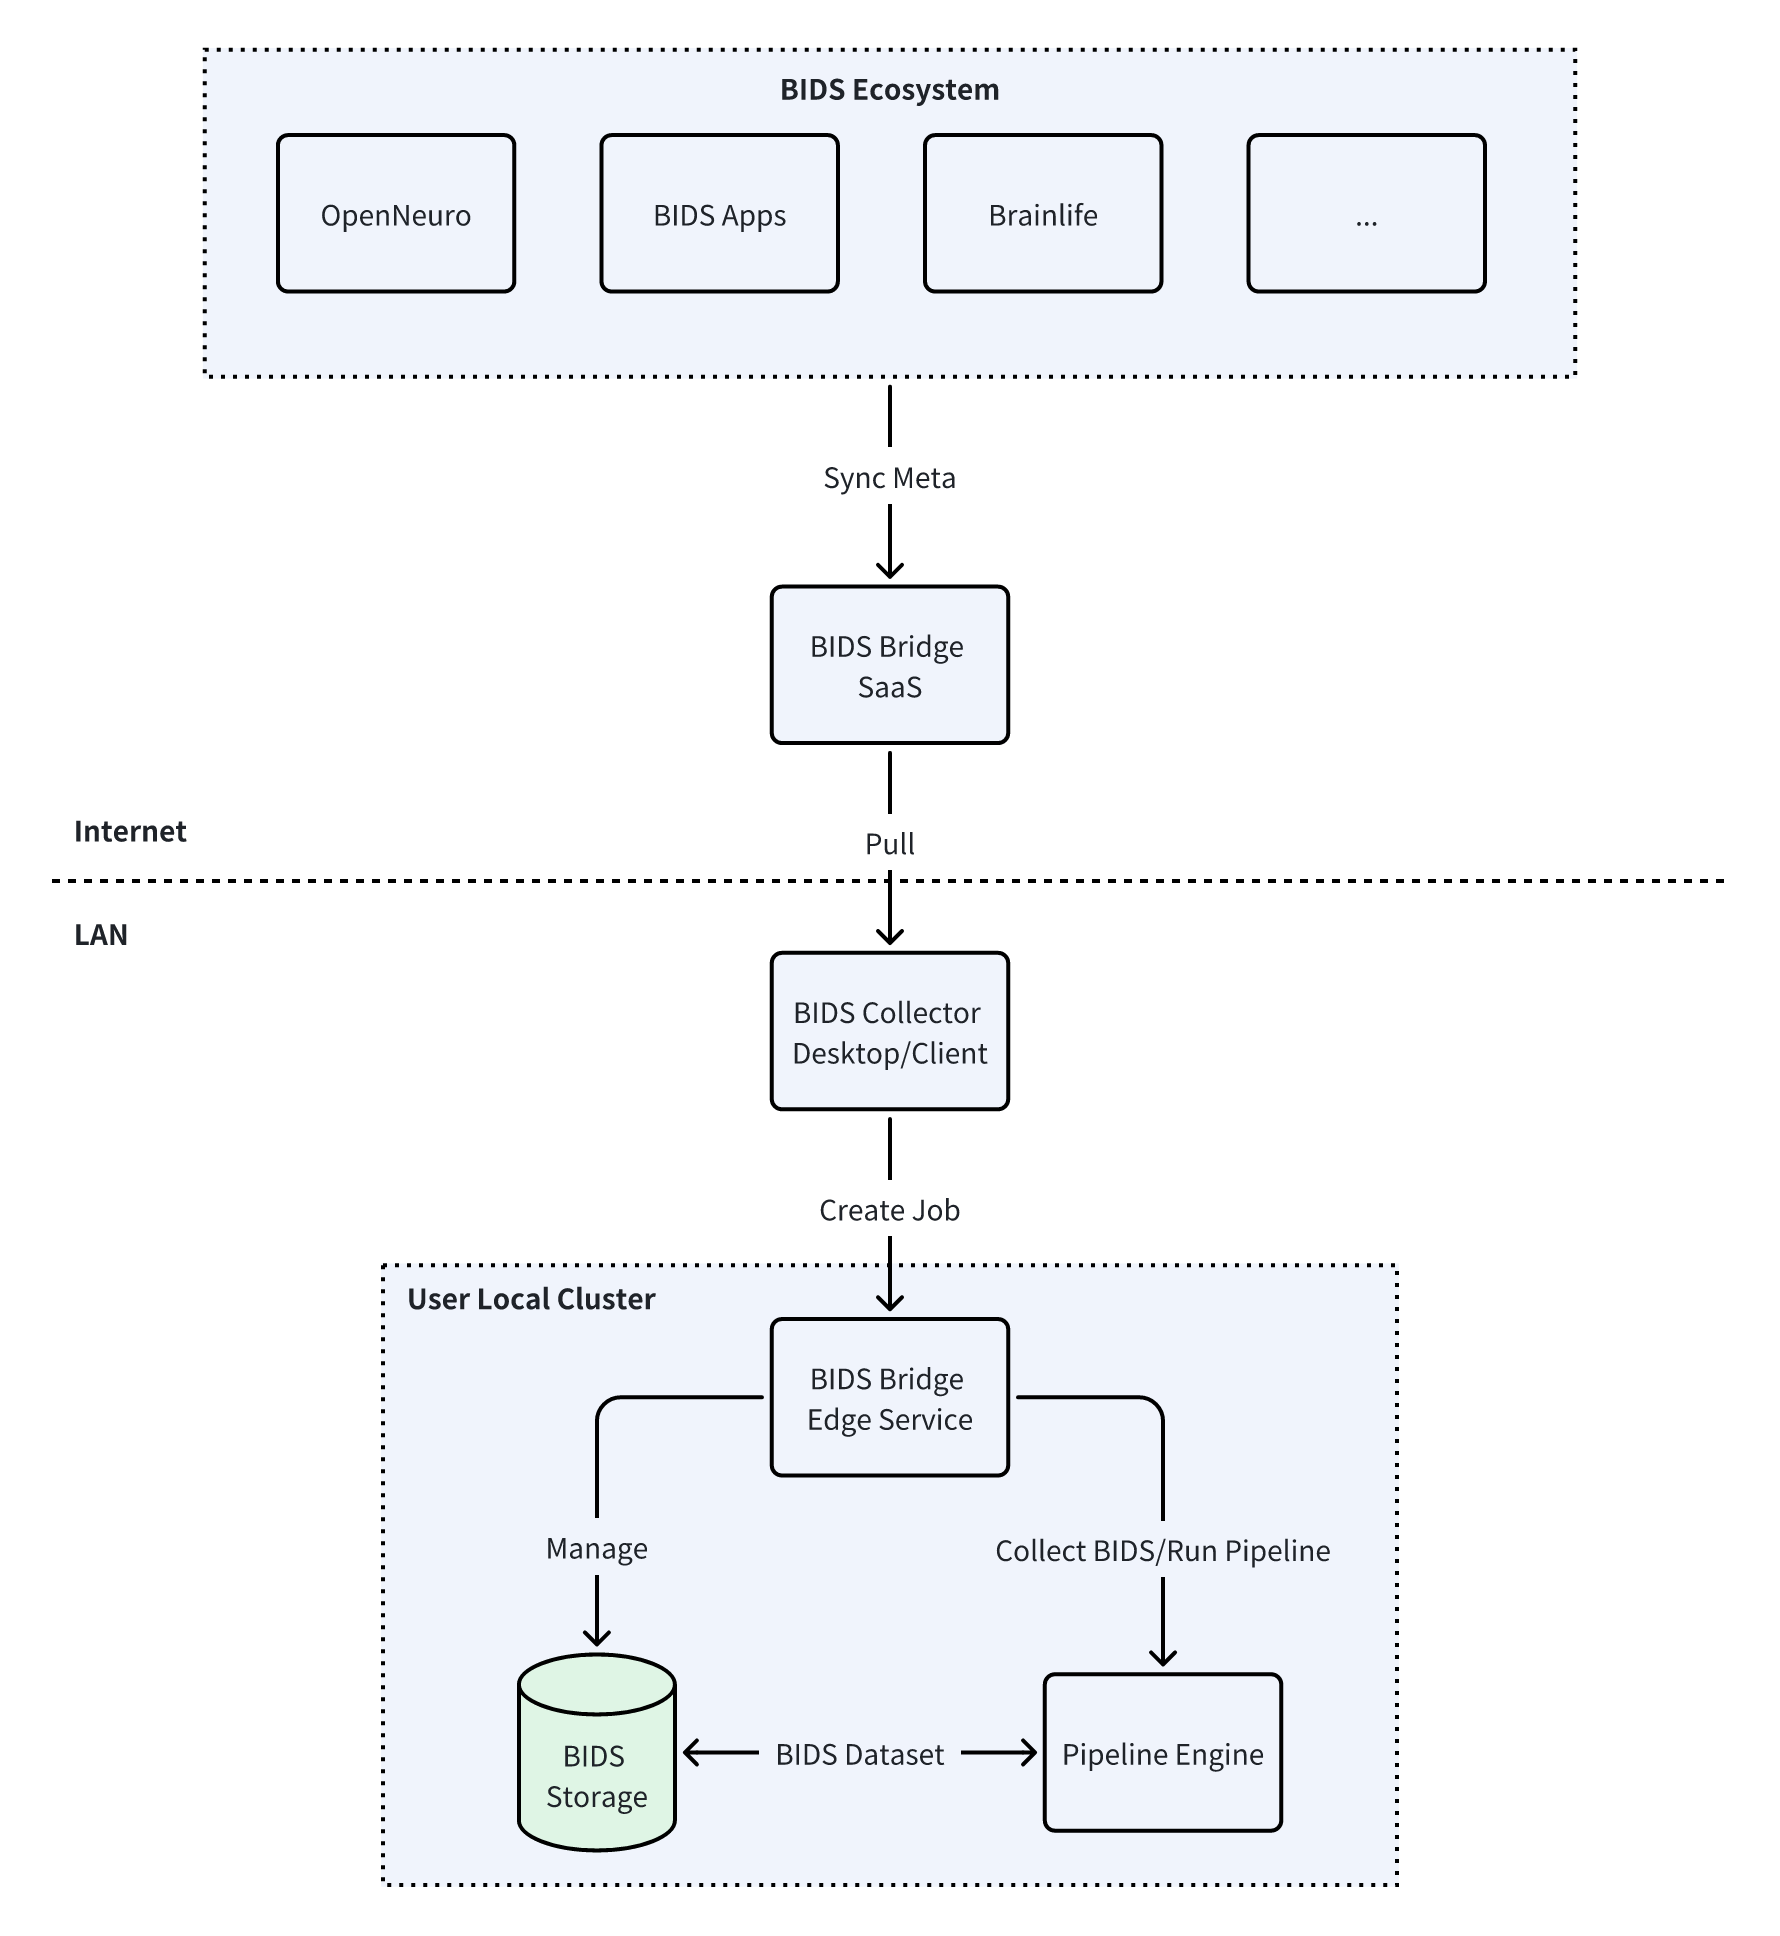 BIDS Ecosystem
OpenNeuro
BIDS Apps
Brainlife
...
Sync Meta
BIDS Bridge
SaaS
Internet
Pull
LAN
BIDS Collector
Desktop/Client
Create Job
User Local Cluster
BIDS Bridge
Edge Service
Manage
Collect BIDS/Run Pipeline
BIDS
Storage
BIDS Dataset
Pipeline Engine